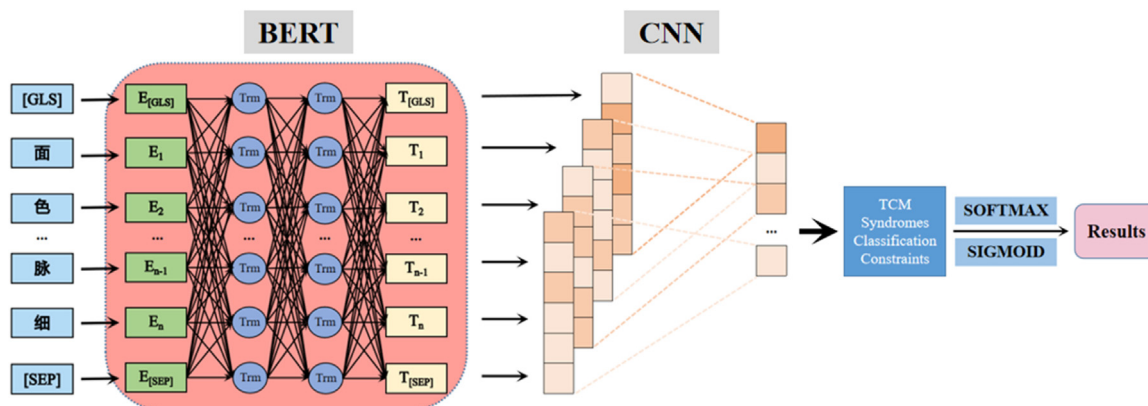 BERT
CNN
[GLS]
E[GLS]
Trm
Trm
T[GLS]
面
E1
Trm
Trm
T1
色
E2
Trm
Trm
T2
...
...
...
...
...
脉
En-1
Trm
Trm
Tn-1
细
En
Trm
Trm
Tn
[SEP]
E[SEP]
Trm
Trm
T[SEP]
...
TCM
Syndromes
Classification
Constraints
SOFTMAX
SIGMOID
Results